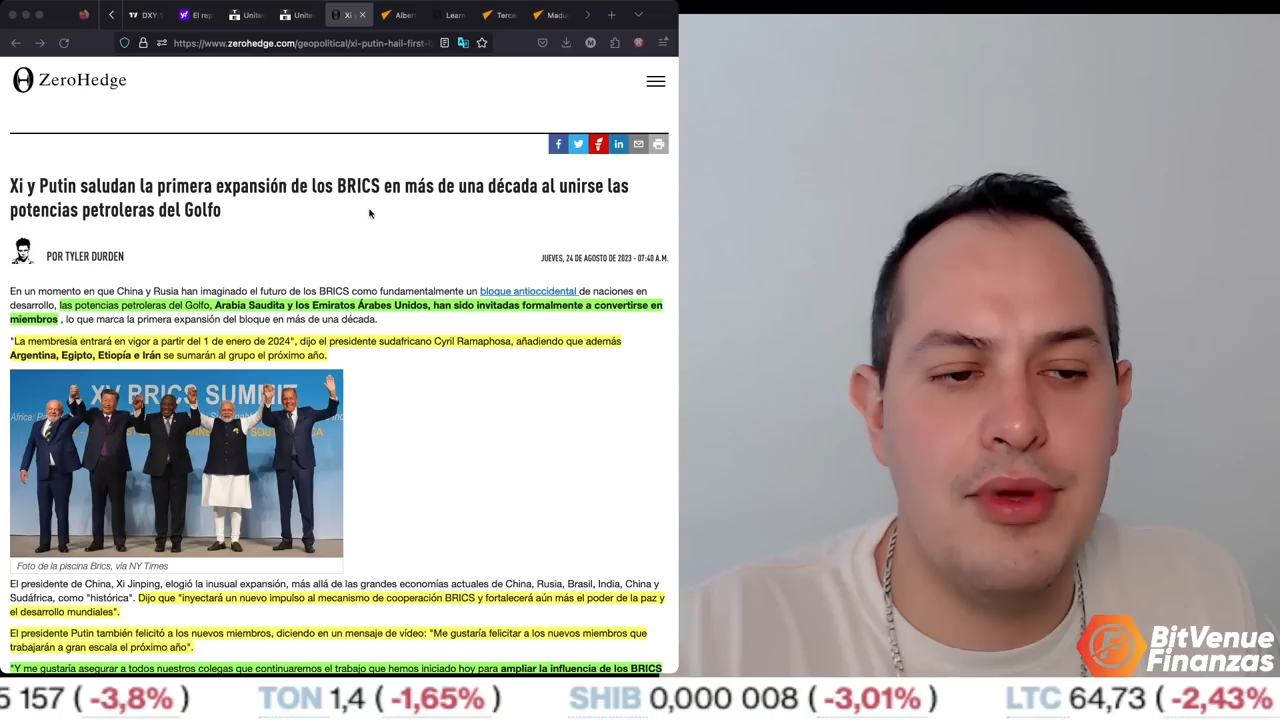 DXY
El rep
Unitev
Unitev
Xi y
Albert
Learn
Terce
Madu
https://www.zerohedge.com/geopolitical/xi-putin-hail-first-b
ZeroHedge
Xi y Putin saludan la primera expansión de los BRICS en más de una década al unirse las
potencias petroleras del Golfo
POR TYLER DURDEN
JUEVES, 24 DE AGOSTO DE 2023 - 07:40 A.M.
En un momento en que China y Rusia han imaginado el futuro de los BRICS como fundamentalmente un bloque antioccidental de naciones en
desarrollo, las potencias petroleras del Golfo, Arabia Saudita y los Emiratos Árabes Unidos, han sido invitadas formalmente a convertirse en
miembros , lo que marca la primera expansión del bloque en más de una década.
"La membresía entrará en vigor a partir del 1 de enero de 2024", dijo el presidente sudafricano Cyril Ramaphosa, añadiendo que además
Argentina, Egipto, Etiopía e Irán se sumarán al grupo el próximo año.
XV BRICS SUMMIT
Foto de la piscina Brics, vía NY Times
El presidente de China, Xi Jinping, elogió la inusual expansión, más allá de las grandes economías actuales de China, Rusia, Brasil, India, China y
Sudáfrica, como "histórica". Dijo que "inyectará un nuevo impulso al mecanismo de cooperación BRICS y fortalecerá aún más el poder de la paz y
el desarrollo mundiales".
El presidente Putin también felicitó a los nuevos miembros, diciendo en un mensaje de vídeo: "Me gustaría felicitar a los nuevos miembros que
trabajarán a gran escala el próximo año".
"Y me gustaría asegurar a todos nuestros colegas que continuaremos el trabajo que hemos iniciado hoy para ampliar la influencia de los BRICS
BitVenue
Finanzas
5 157 ( -3,8% ) TON 1,4 ( -1,65% ) SHIB 0,000 008 ( -3,01% ) LTC 64,73 ( -2,43%